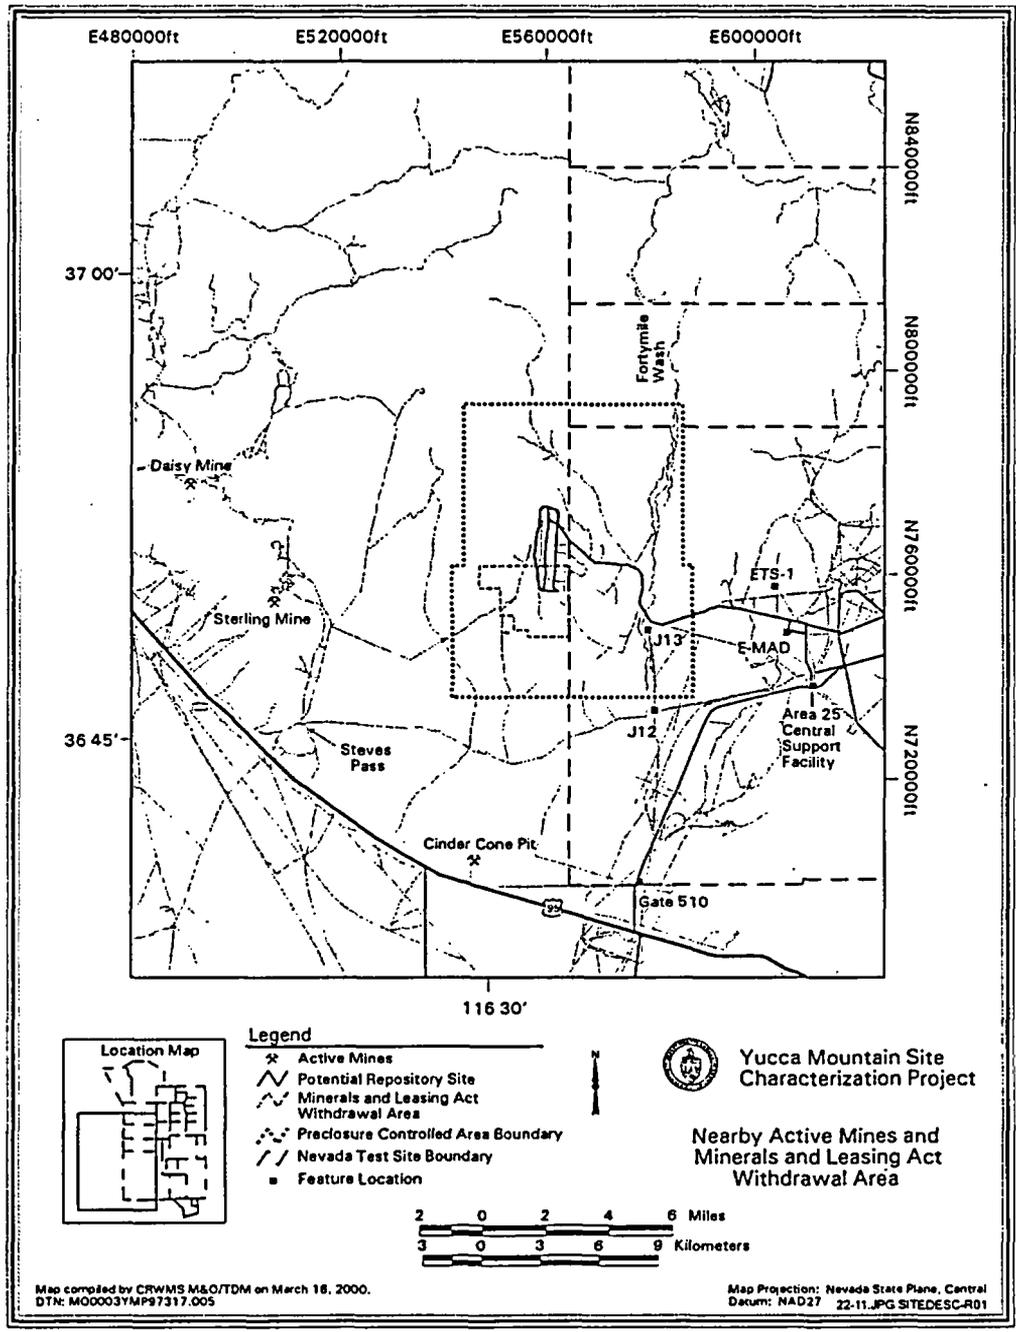 E480000ft E520000ft E560000ft E600000ft
N840000ft
37 00'
Fortymile
Wash
N800000ft
Daisy Mine
N760000ft
ETS-1
Sterling Mine
J13
E-MAD
36 45'
J12
Area 25
Central
Support
Facility
Steves
Pass
N720000ft
Cinder Cone Pit
95
Gate 510
116 30'
Location Map
Legend
Active Mines
Potential Repository Site
Minerals and Leasing Act
Withdrawal Area
Preclosure Controlled Area Boundary
Nevada Test Site Boundary
Feature Location
N
Yucca Mountain Site
Characterization Project
Nearby Active Mines and
Minerals and Leasing Act
Withdrawal Area
2 0 2 4 6 Miles
3 0 3 6 9 Kilometers
Map compiled by CRWMS M&O/TDM on March 16, 2000.
DTN: MO0003YMP97317.005
Map Projection: Nevada State Plane, Central
Datum: NAD27 22-11.JPG SITEDESC-R01